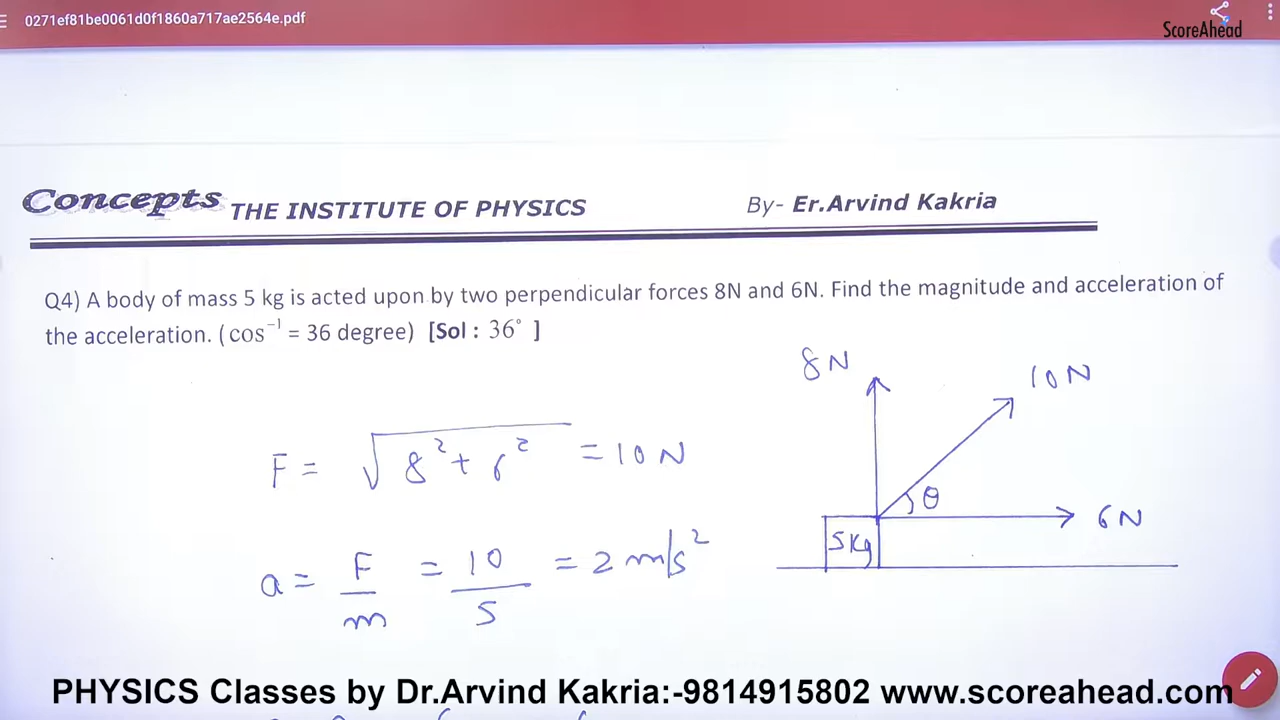 0271ef81be0061d0f1860a717ae2564e.pdf
ScoreAhead
Concepts THE INSTITUTE OF PHYSICS By- Er.Arvind Kakria
Q4) A body of mass 5 kg is acted upon by two perpendicular forces 8N and 6N. Find the magnitude and acceleration of
the acceleration. (cos⁻¹ = 36 degree) [Sol : 36° ]
8N
10N
F = √8² + 6² = 10 N
θ
6N
5Kg
a = F/m = 10/5 = 2 m/s²
PHYSICS Classes by Dr.Arvind Kakria:-9814915802 www.scoreahead.com